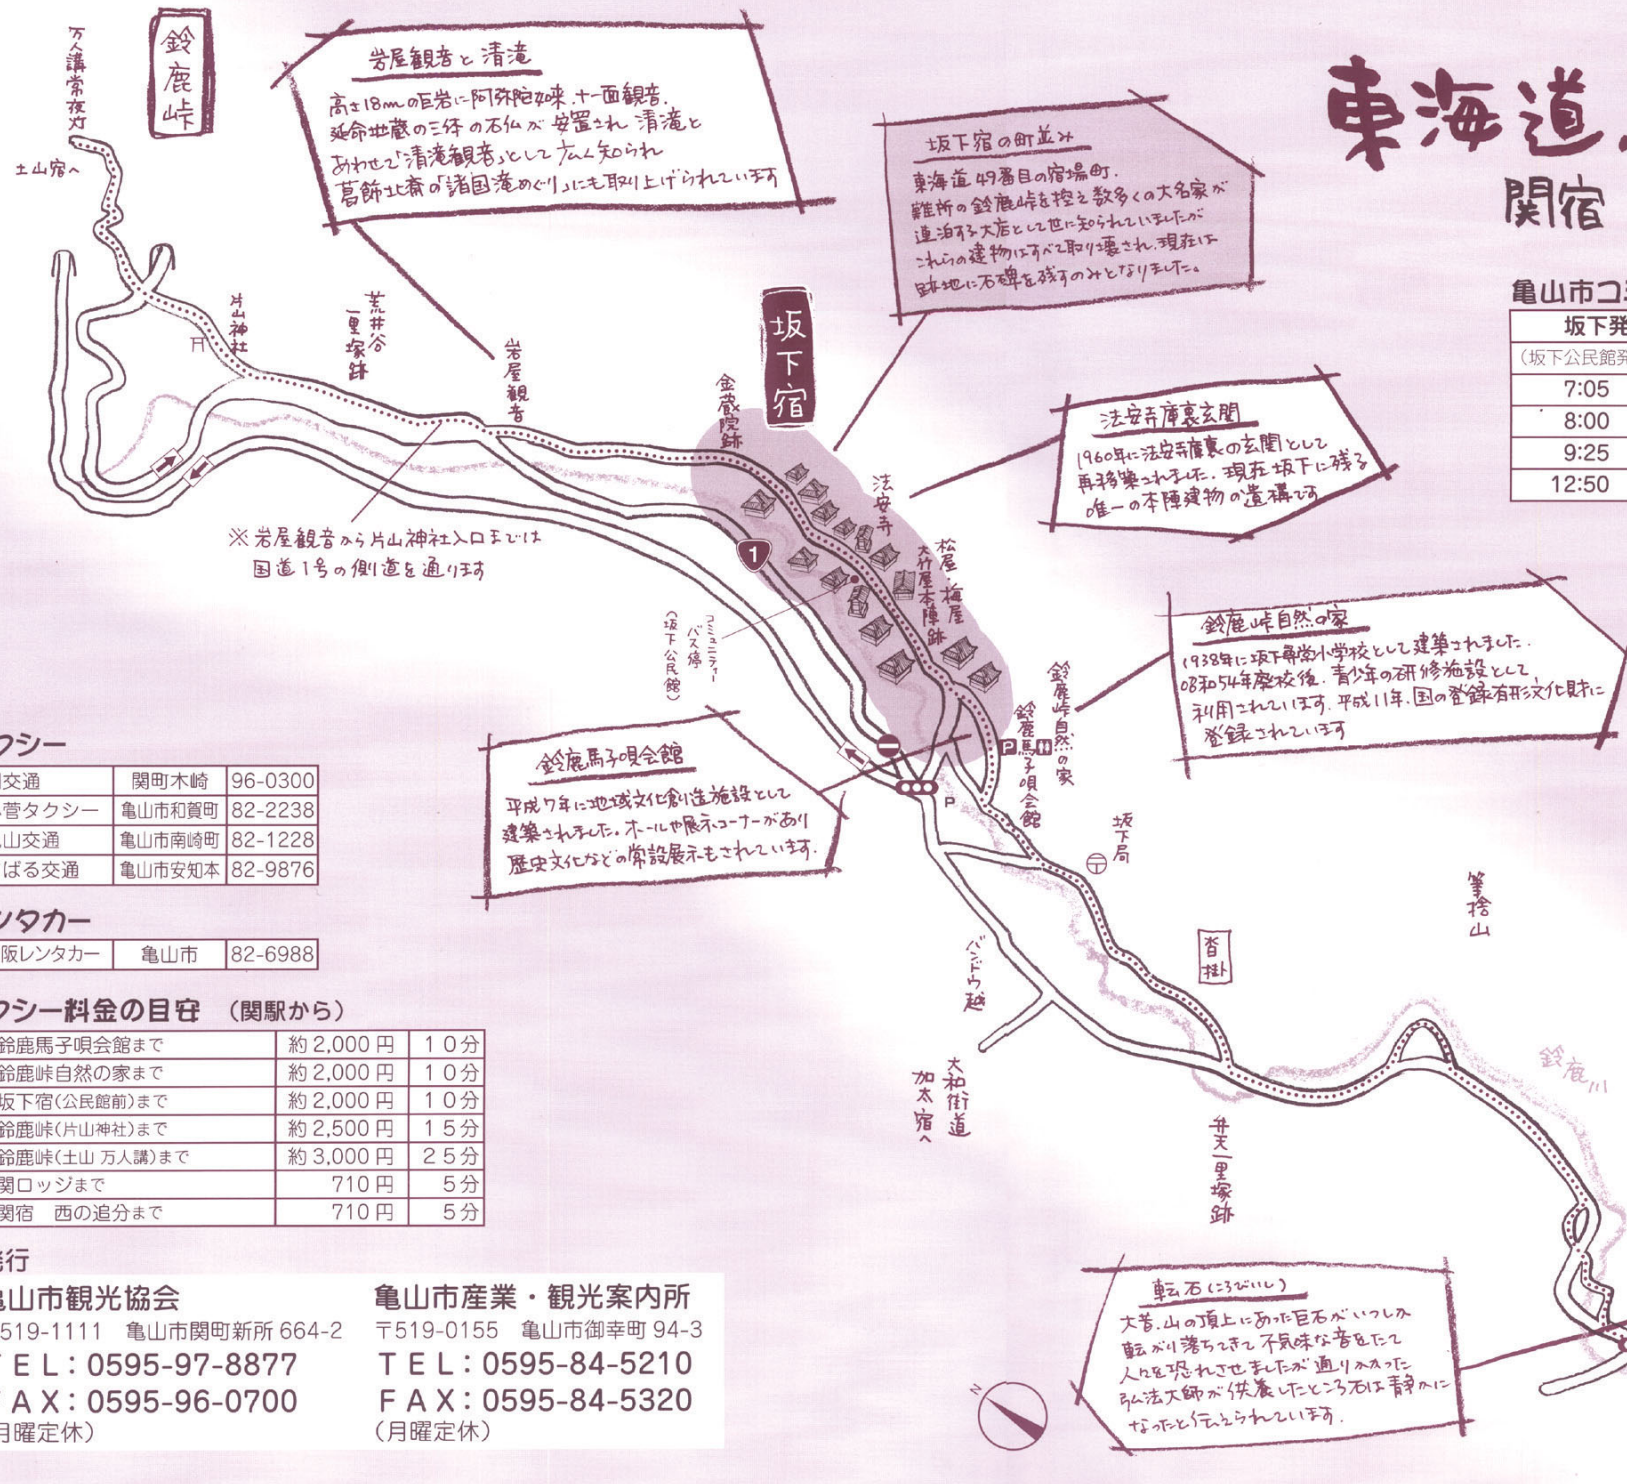 東海道
関宿
鈴鹿峠
万人講常夜灯
土山宿へ
岩屋観音と清滝
高さ18mの巨岩に阿弥陀如来、十一面観音、
延命地蔵の三体の石仏が安置され 清滝と
あわせて「清滝観音」として広く知られ
葛飾北斎の「諸国滝めぐり」にも取り上げられています
坂下宿の町並み
東海道49番目の宿場町.
難所の鈴鹿峠を控え数多くの大名家が
連泊する大店として世に知られていましたが
これらの建物はすべて取り壊され、現在は
跡地に石碑を残すのみとなりました。
片山神社
荒井谷
一里塚跡
岩屋観音
金蔵院跡
坂下宿
法安寺庫裏玄関
1960年に法安寺庫裏の玄関として
再移築されました. 現在坂下に残る
唯一の本陣建物の遺構です
法安寺
松屋 梅屋
大竹屋本陣跡
1
※岩屋観音から片山神社入口までは
国道1号の側道を通ります
コミュニティー
バス停
(坂下公民館)
鈴鹿峠自然の家
1938年に坂下尋常小学校として建築されました.
昭和54年廃校後、青少年の研修施設として
利用されています. 平成11年、国の登録有形文化財に
登録されています
鈴鹿峠自然の家
鈴鹿馬子唄会館
P
P
鈴鹿馬子唄会館
平成7年に地域文化創造施設として
建築されました。ホールや展示コーナーがあり
歴史文化などの常設展示もされています.
坂下局
筆捨山
沓掛
バンドウ越
大和街道
加太宿へ
鈴鹿川
弁天一里塚跡
転石(ころびいし)
大昔、山の頂上にあった巨石がいつしか
転がり落ちてきて不気味な音をたて
人々を恐れさせましたが通りかかった
弘法大師が供養したところ石は静かに
なったと伝えられています.
N
亀山市コミ
坂下発
(坂下公民館発
7:05
8:00
9:25
12:50
クシー
交通 関町木崎 96-0300
菅タクシー 亀山市和賀町 82-2238
山交通 亀山市南崎町 82-1228
ばる交通 亀山市安知本 82-9876
ンタカー
阪レンタカー 亀山市 82-6988
クシー料金の目安 (関駅から)
鈴鹿馬子唄会館まで 約2,000円 10分
鈴鹿峠自然の家まで 約2,000円 10分
坂下宿(公民館前)まで 約2,000円 10分
鈴鹿峠(片山神社)まで 約2,500円 15分
鈴鹿峠(土山 万人講)まで 約3,000円 25分
関ロッジまで 710円 5分
関宿 西の追分まで 710円 5分
発行
亀山市観光協会
519-1111 亀山市関町新所664-2
TEL:0595-97-8877
FAX:0595-96-0700
月曜定休)
亀山市産業・観光案内所
〒519-0155 亀山市御幸町94-3
TEL:0595-84-5210
FAX:0595-84-5320
(月曜定休)